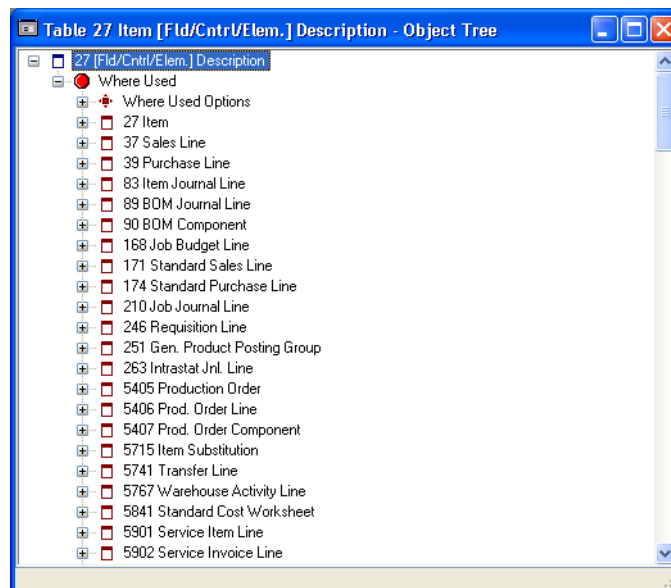 Table 27 Item [Fld/Cntrl/Elem.] Description - Object Tree
27 [Fld/Cntrl/Elem.] Description
Where Used
Where Used Options
27 Item
37 Sales Line
39 Purchase Line
83 Item Journal Line
89 BOM Journal Line
90 BOM Component
168 Job Budget Line
171 Standard Sales Line
174 Standard Purchase Line
210 Job Journal Line
246 Requisition Line
251 Gen. Product Posting Group
263 Intrastat Jnl. Line
5405 Production Order
5406 Prod. Order Line
5407 Prod. Order Component
5715 Item Substitution
5741 Transfer Line
5767 Warehouse Activity Line
5841 Standard Cost Worksheet
5901 Service Item Line
5902 Service Invoice Line